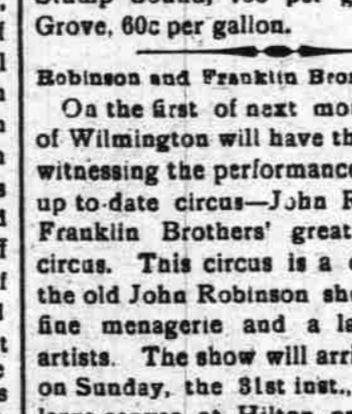 Grove, 60c per gallon.
Robinson and Franklin Bro
On the first of next mo
of Wilmington will have th
witnessing the performance
up to-date circus—John R
Franklin Brothers' great
circus. This circus is a
the old John Robinson sh
fine menagerie and a la
artists. The show will arri
on Sunday, the 31st inst.,